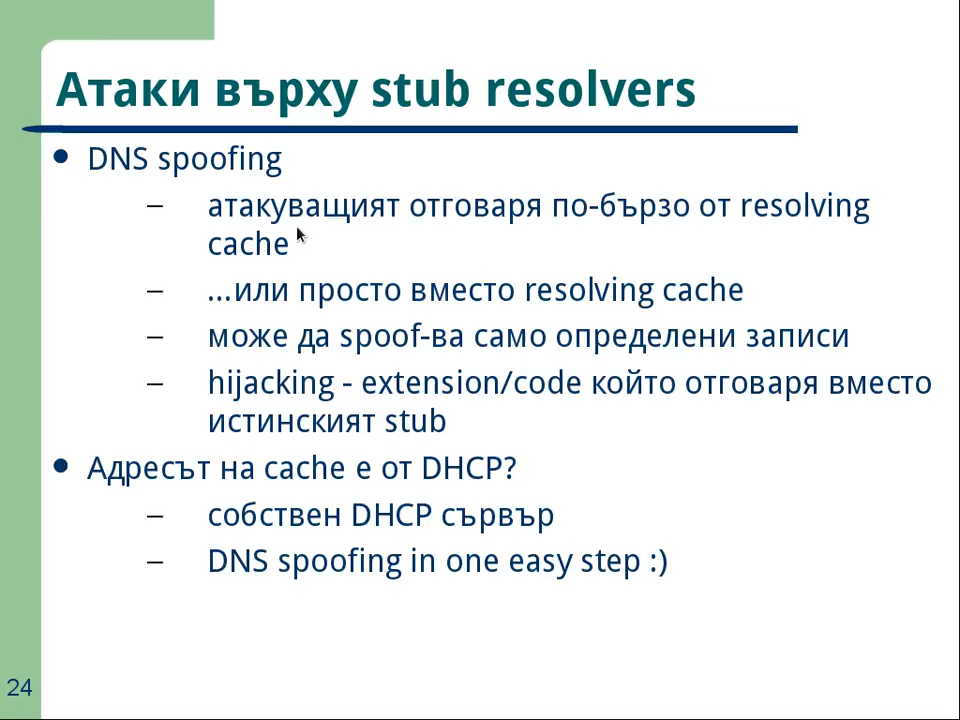 Атаки върху stub resolvers
• DNS spoofing
– атакуващият отговаря по-бързо от resolving
cache
– ...или просто вместо resolving cache
– може да spoof-ва само определени записи
– hijacking - extension/code който отговаря вместо
истинският stub
• Адресът на cache е от DHCP?
– собствен DHCP сървър
– DNS spoofing in one easy step :)
24